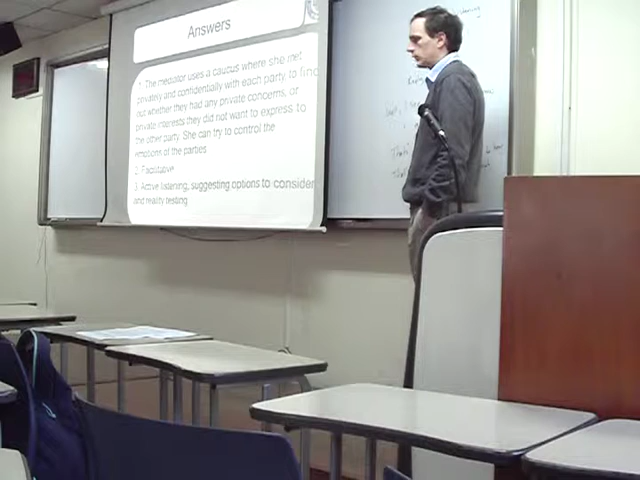 Answers
1. The mediator uses a caucus where she met
privately and confidentially with each party, to find
out whether they had any private concerns, or
private interests they did not want to express to
the other party. She can try to control the
emotions of the parties
2. Facilitative
3. Active listening, suggesting options to consider
and reality testing